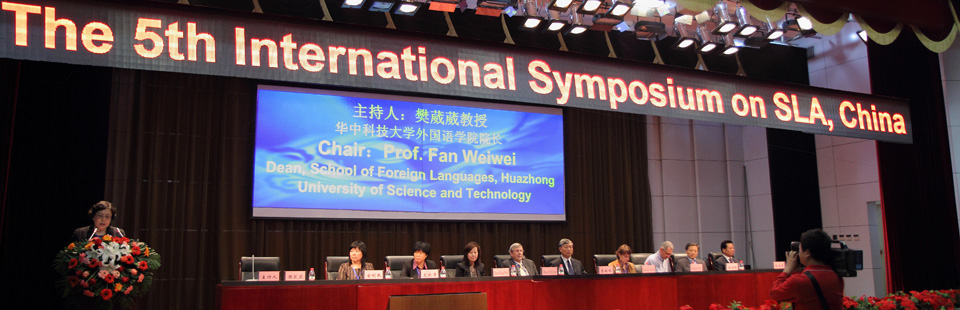 The 5th International Symposium on SLA, China
主持人：樊葳葳教授
华中科技大学外国语学院院长
Chair：Prof. Fan Weiwei
Dean, School of Foreign Languages, Huazhong
University of Science and Technology